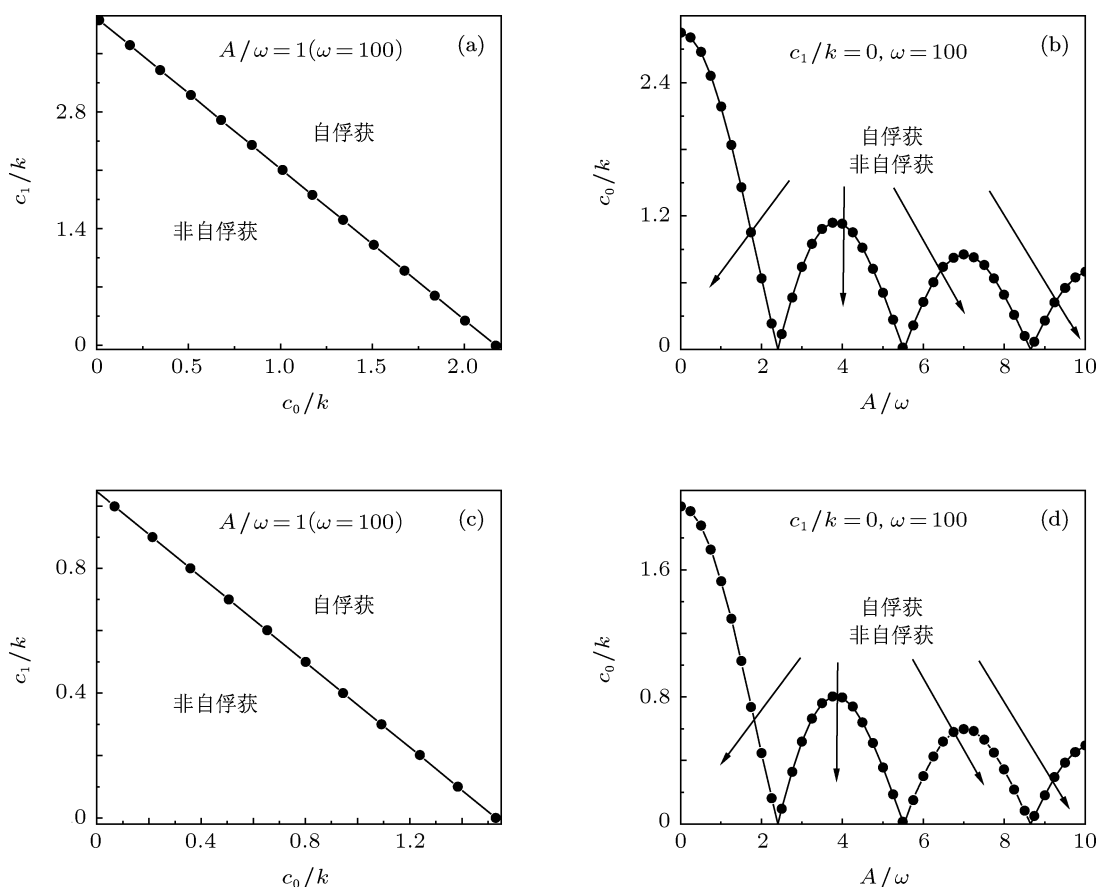 A/ω=1(ω=100)
(a)
自俘获
非自俘获
2.8
1.4
0
c₁/k
0
0.5
1.0
1.5
2.0
c₀/k
c₁/k=0, ω=100
(b)
自俘获
非自俘获
2.4
1.2
0
c₀/k
0
2
4
6
8
10
A/ω
A/ω=1(ω=100)
(c)
自俘获
非自俘获
0.8
0.4
0
c₁/k
0
0.4
0.8
1.2
c₀/k
c₁/k=0, ω=100
(d)
自俘获
非自俘获
1.6
0.8
0
c₀/k
0
2
4
6
8
10
A/ω